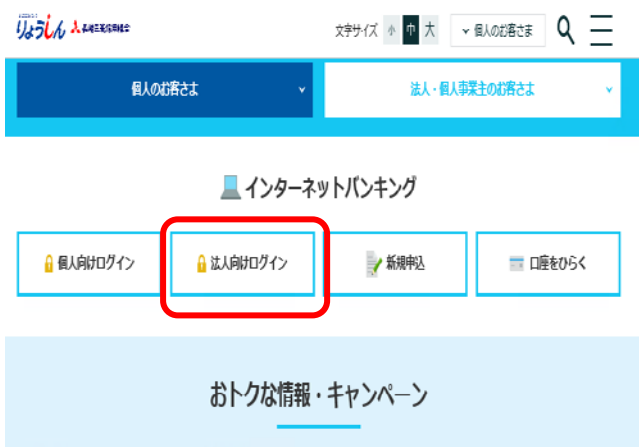 りょうしん
文字サイズ 小 中 大 個人のお客さま
個人のお客さま 法人・個人事業主のお客さま
インターネットバンキング
個人向けログイン 法人向けログイン 新規申込 口座をひらく
おトクな情報・キャンペーン